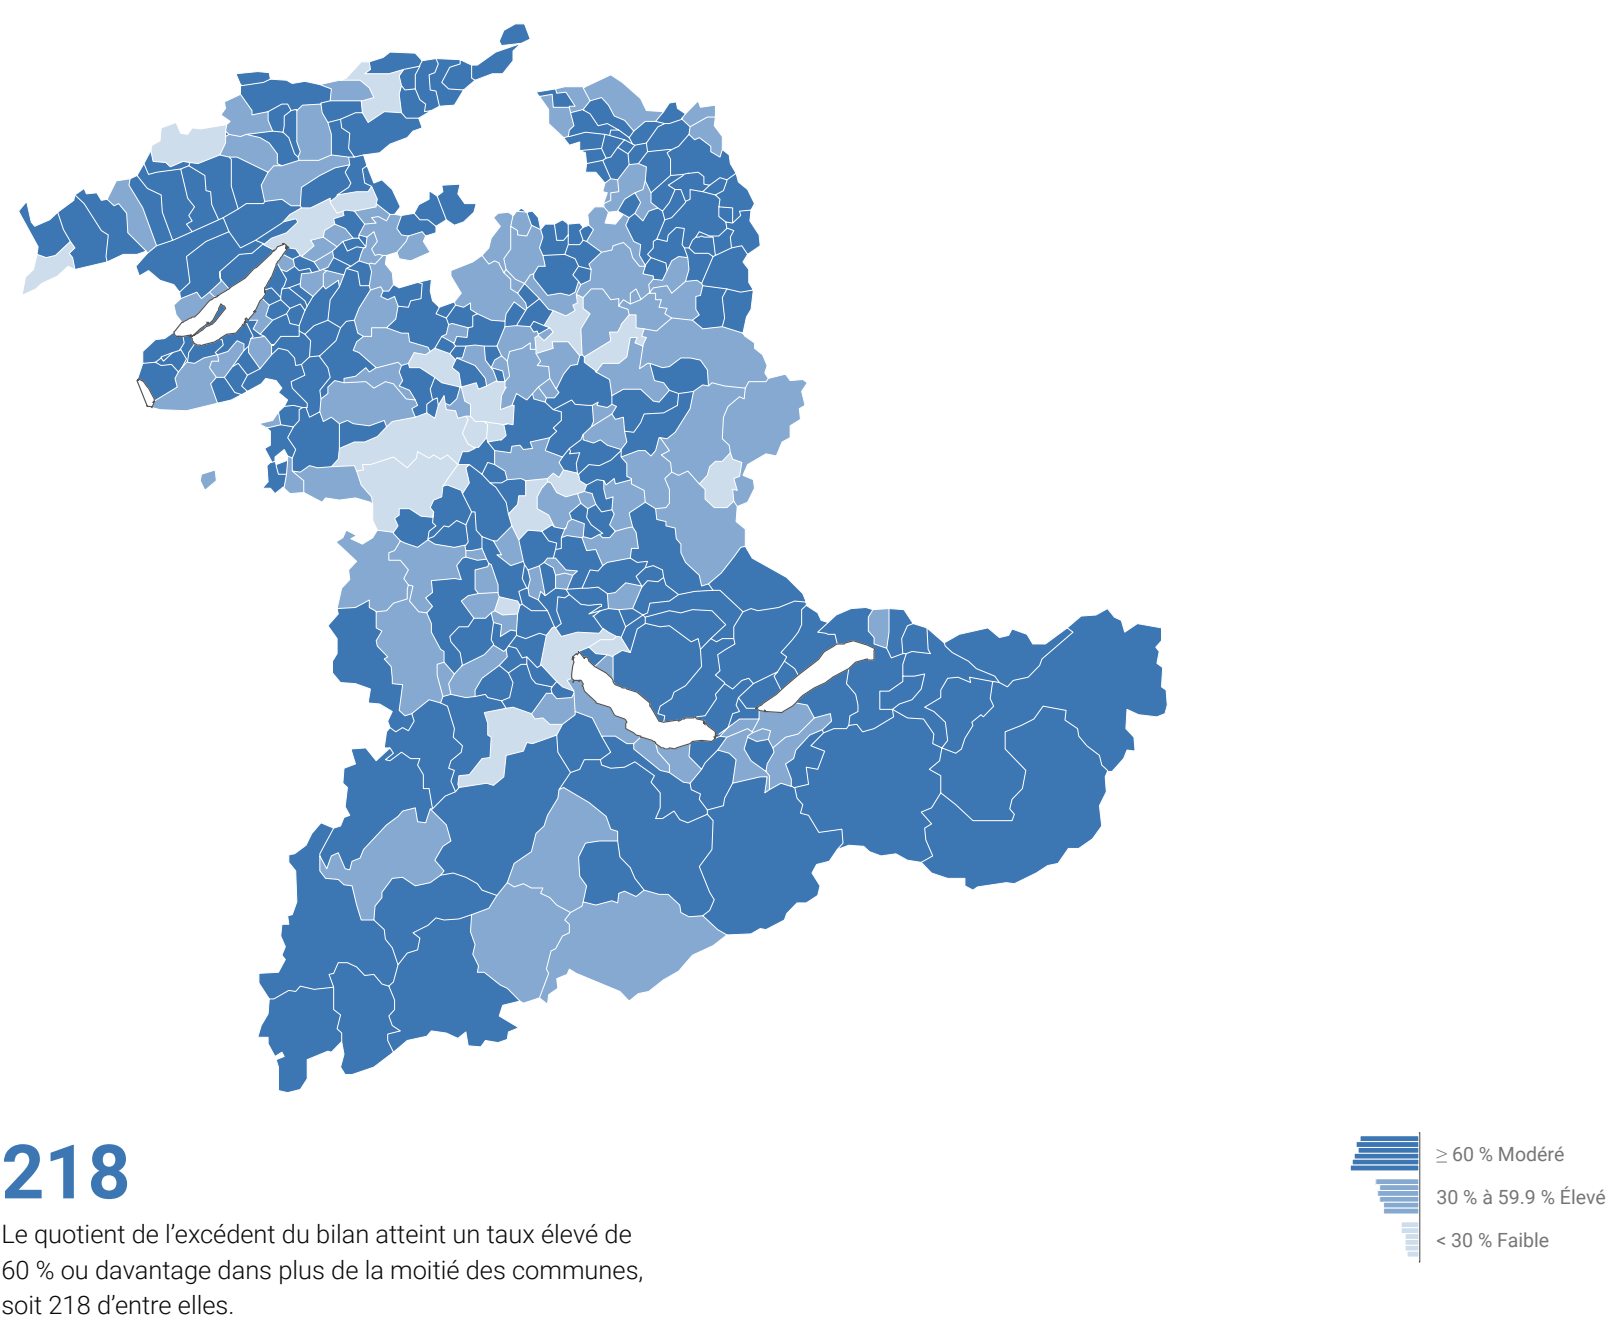 218
Le quotient de l’excédent du bilan atteint un taux élevé de
60 % ou davantage dans plus de la moitié des communes,
soit 218 d’entre elles.
≥ 60 % Modéré
30 % à 59.9 % Élevé
< 30 % Faible